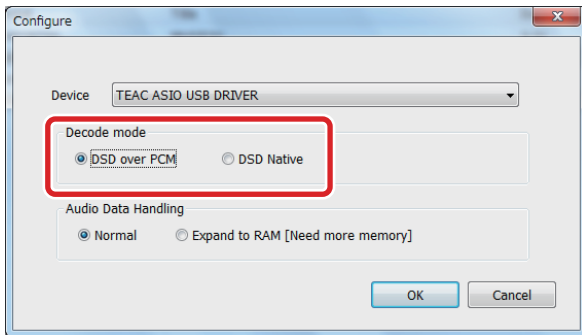 Configure
Device TEAC ASIO USB DRIVER
Decode mode
DSD over PCM DSD Native
Audio Data Handling
Normal Expand to RAM [Need more memory]
OK Cancel